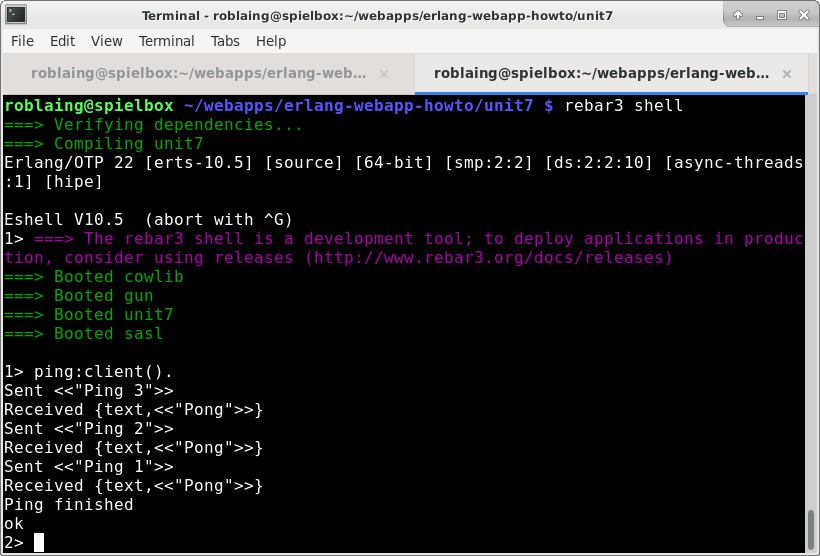 Terminal - roblaing@spielbox:~/webapps/erlang-webapp-howto/unit7
File Edit View Terminal Tabs Help
roblaing@spielbox:~/webapps/erlang-web... × roblaing@spielbox:~/webapps/erlang-web... ×
roblaing@spielbox ~/webapps/erlang-webapp-howto/unit7 $ rebar3 shell
===> Verifying dependencies...
===> Compiling unit7
Erlang/OTP 22 [erts-10.5] [source] [64-bit] [smp:2:2] [ds:2:2:10] [async-threads
:1] [hipe]
Eshell V10.5  (abort with ^G)
1> ===> The rebar3 shell is a development tool; to deploy applications in produc
tion, consider using releases (http://www.rebar3.org/docs/releases)
===> Booted cowlib
===> Booted gun
===> Booted unit7
===> Booted sasl
1> ping:client().
Sent <<"Ping 3">>
Received {text,<<"Pong">>}
Sent <<"Ping 2">>
Received {text,<<"Pong">>}
Sent <<"Ping 1">>
Received {text,<<"Pong">>}
Ping finished
ok
2>